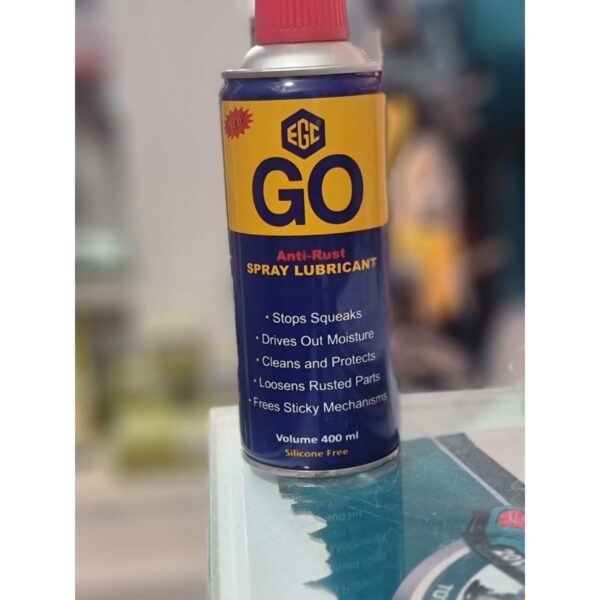 EGC
GO
Anti-Rust
SPRAY LUBRICANT
• Stops Squeaks
• Drives Out Moisture
• Cleans and Protects
• Loosens Rusted Parts
• Frees Sticky Mechanisms
Volume 400 ml
Silicone Free